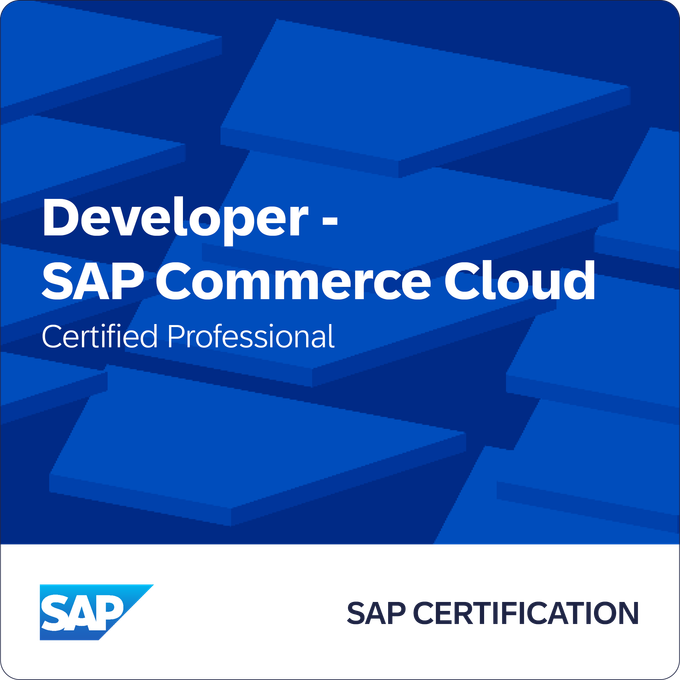 Developer -
SAP Commerce Cloud
Certified Professional
SAP
SAP CERTIFICATION